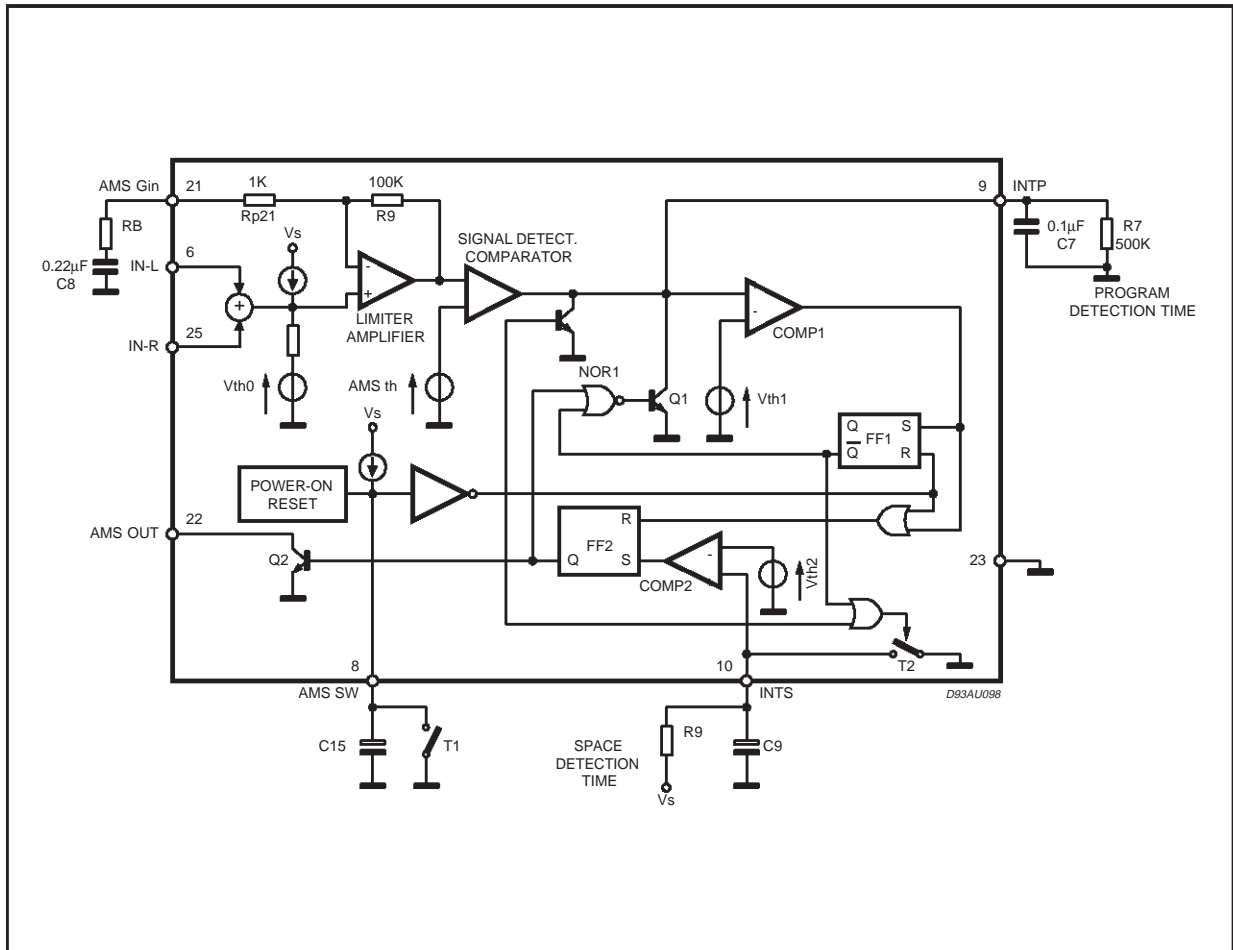 AMS Gin
21
1K
Rp21
100K
R9
9
INTP
RB
0.22µF
C8
6
IN-L
Vs
SIGNAL DETECT.
COMPARATOR
0.1µF
C7
R7
500K
PROGRAM
DETECTION TIME
+
-
+
LIMITER
AMPLIFIER
-
COMP1
25
IN-R
Vth0
AMS th
NOR1
Q1
Vth1
Vs
Q
S
FF1
Q
R
POWER-ON
RESET
22
AMS OUT
Q2
R
FF2
Q
S
-
COMP2
Vth2
23
T2
8
AMS SW
10
INTS
D93AU098
C15
T1
SPACE
DETECTION
TIME
R9
C9
Vs